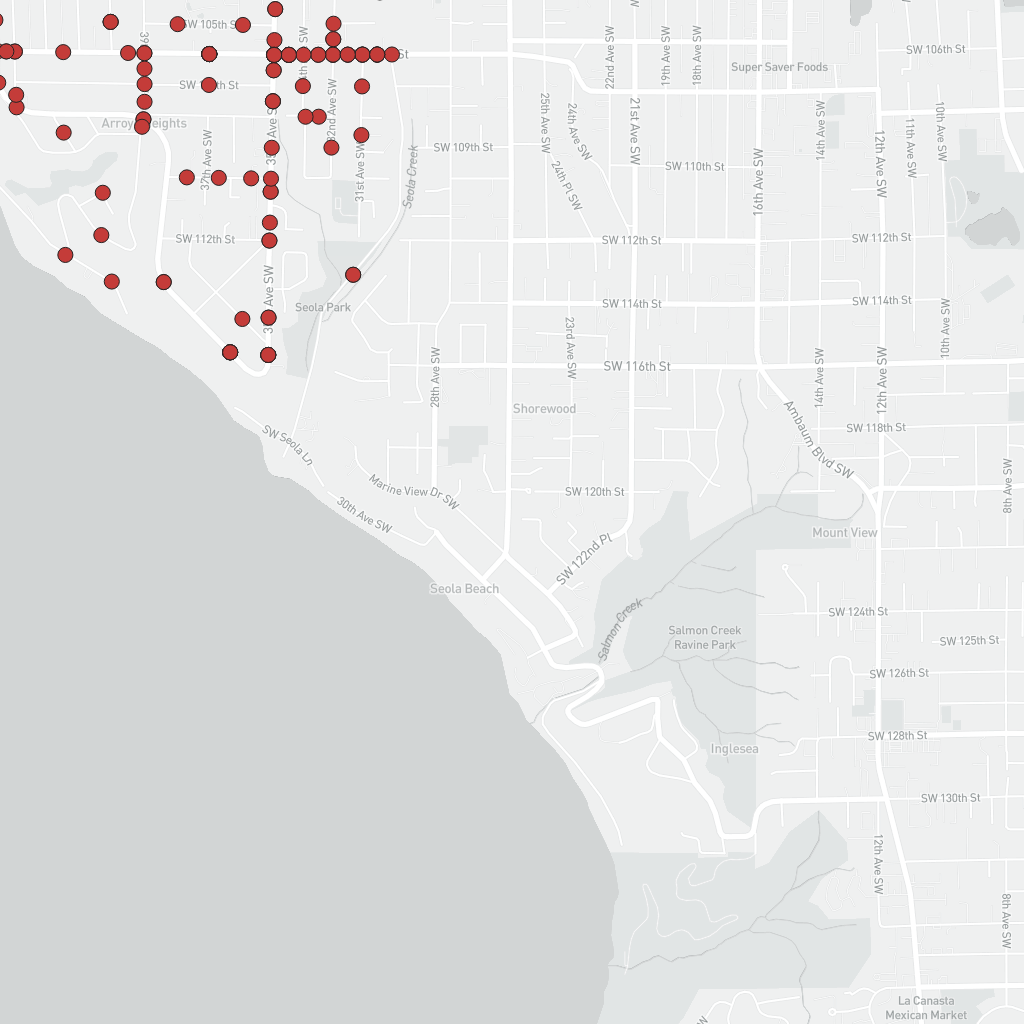 SW 105th St
22nd Ave SW
19th Ave SW
18th Ave SW
SW 106th St
Super Saver Foods
St
25th Ave SW
24th Ave SW
21st Ave SW
14th Ave SW
10th Ave SW
11th Ave SW
12th Ave SW
Arroyo Heights
32nd Ave SW
37th Ave SW
31st Ave SW
Seola Creek
SW 109th St
SW 110th St
16th Ave SW
24th Pl SW
SW 112th St
SW 112th St
SW 112th St
Seola Park
SW 114th St
SW 114th St
10th Ave SW
23rd Ave SW
28th Ave SW
SW 116th St
14th Ave SW
12th Ave SW
Shorewood
Ambaum Blvd SW
SW 118th St
SW Seola Ln
Marine View Dr SW
SW 120th St
8th Ave SW
30th Ave SW
Mount View
SW 122nd Pl
Seola Beach
Salmon Creek
SW 124th St
Salmon Creek
Ravine Park
SW 125th St
SW 126th St
SW 128th St
Inglesea
SW 130th St
12th Ave SW
8th Ave SW
La Canasta
Mexican Market